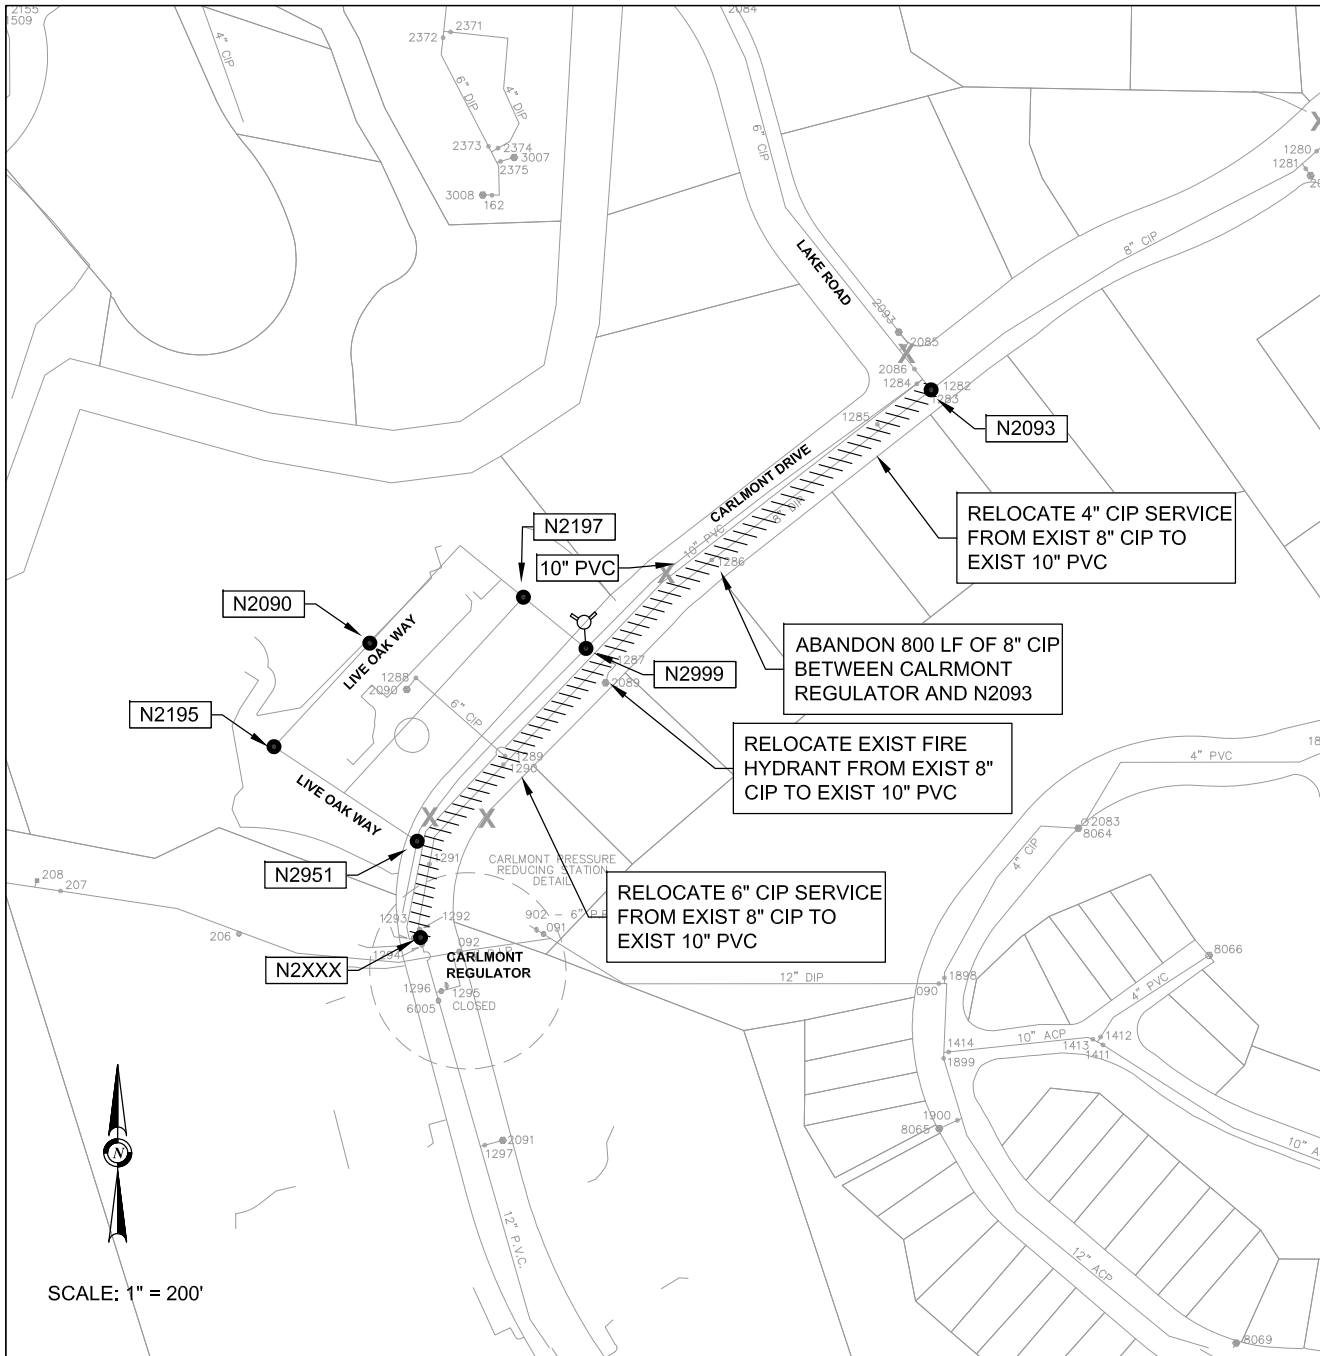 2155
1509
4" CIP
2372
2371
6" DIP
4" DIP
2373
2374
3007
2375
3008
162
2084
6" CIP
LAKE ROAD
2093
2085
2086
1284
1282
1283
1285
8" CIP
1280
1281
X
X
N2093
CARLMONT DRIVE
10" PVC
8" DIP
RELOCATE 4" CIP SERVICE
FROM EXIST 8" CIP TO
EXIST 10" PVC
N2197
10" PVC
X
1286
N2090
LIVE OAK WAY
1288
2090
6" CIP
1287
2089
N2999
ABANDON 800 LF OF 8" CIP
BETWEEN CALRMONT
REGULATOR AND N2093
N2195
LIVE OAK WAY
1289
1290
RELOCATE EXIST FIRE
HYDRANT FROM EXIST 8"
CIP TO EXIST 10" PVC
X
X
N2951
1291
CARLMONT PRESSURE
REDUCING STATION
DETAIL
RELOCATE 6" CIP SERVICE
FROM EXIST 8" CIP TO
EXIST 10" PVC
4" PVC
2083
8064
4" CIP
208
207
206
1293
1292
902 - 6"
091
092
1294
N2XXX
CARLMONT
REGULATOR
1296
1295
6005
CLOSED
12" DIP
1898
090
8066
4" PVC
1414
1899
10" ACP
1412
1413
1411
1900
8065
10"
2091
1297
12" P.V.C.
12" ACP
8069
N
SCALE: 1" = 200'